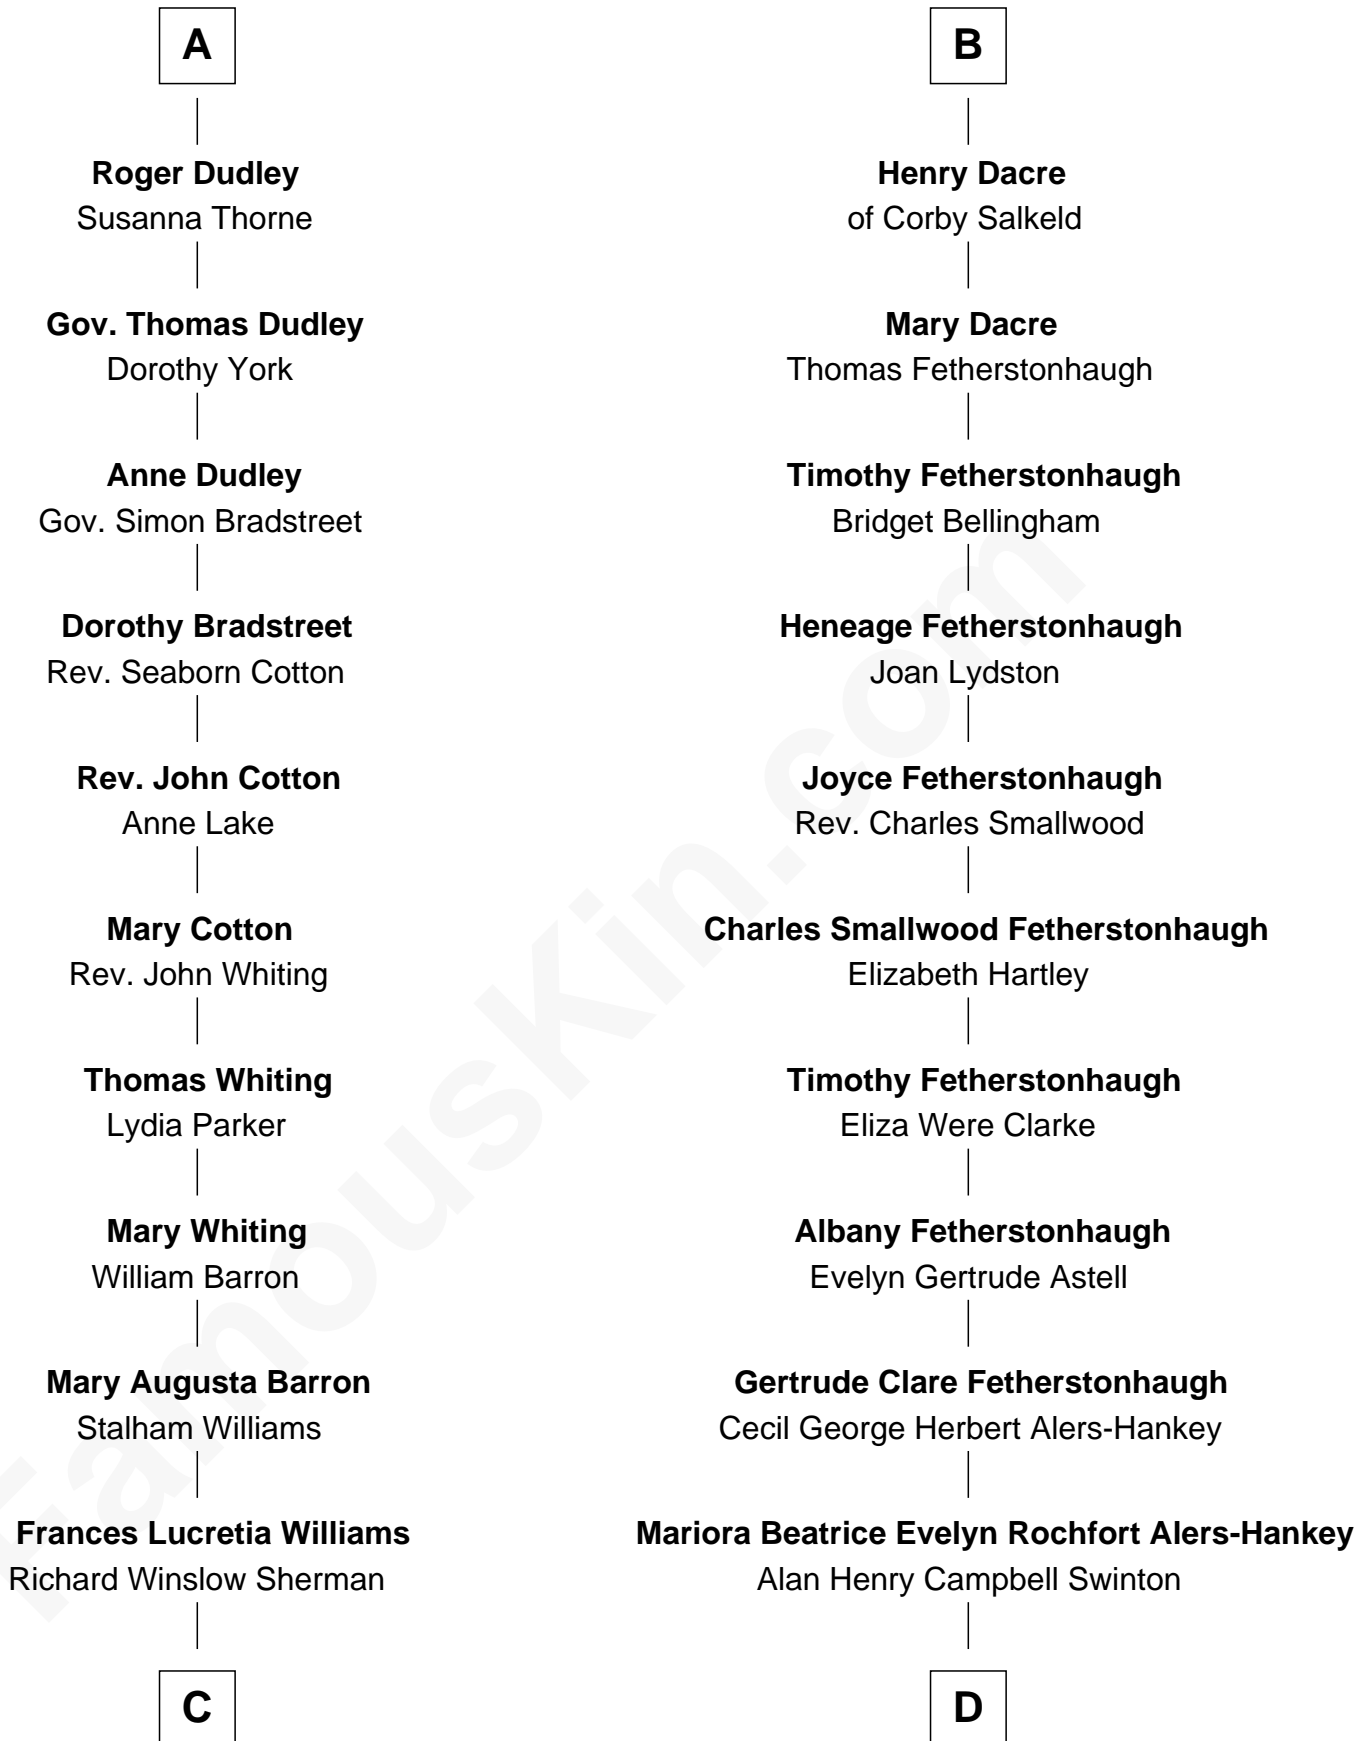 A
Roger Dudley
Susanna Thorne
Gov. Thomas Dudley
Dorothy York
Anne Dudley
Gov. Simon Bradstreet
Dorothy Bradstreet
Rev. Seaborn Cotton
Rev. John Cotton
Anne Lake
Mary Cotton
Rev. John Whiting
Thomas Whiting
Lydia Parker
Mary Whiting
William Barron
Mary Augusta Barron
Stalham Williams
Frances Lucretia Williams
Richard Winslow Sherman
C
B
Henry Dacre
of Corby Salkeld
Mary Dacre
Thomas Fetherstonhaugh
Timothy Fetherstonhaugh
Bridget Bellingham
Heneage Fetherstonhaugh
Joan Lydston
Joyce Fetherstonhaugh
Rev. Charles Smallwood
Charles Smallwood Fetherstonhaugh
Elizabeth Hartley
Timothy Fetherstonhaugh
Eliza Were Clarke
Albany Fetherstonhaugh
Evelyn Gertrude Astell
Gertrude Clare Fetherstonhaugh
Cecil George Herbert Alers-Hankey
Mariora Beatrice Evelyn Rochfort Alers-Hankey
Alan Henry Campbell Swinton
D
FamousKin.com